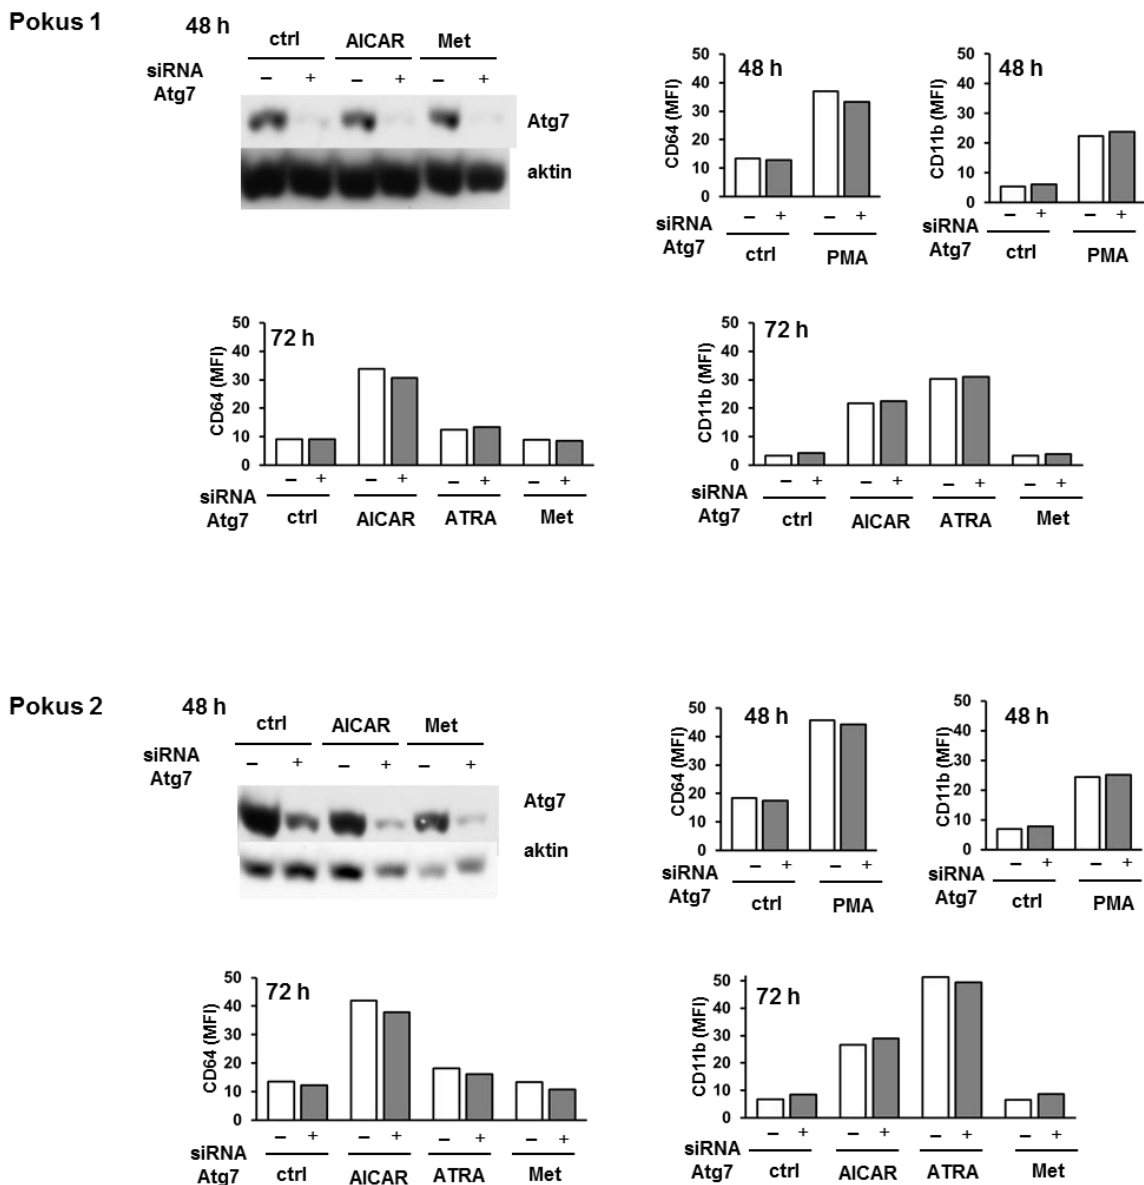 Pokus 1
48 h
ctrl AICAR Met
siRNA Atg7 – + – + – +
Atg7
aktin
CD64 (MFI)
48 h
50
40
30
20
10
0
siRNA Atg7 – + – +
ctrl PMA
CD11b (MFI)
48 h
50
40
30
20
10
0
siRNA Atg7 – + – +
ctrl PMA
CD64 (MFI)
72 h
50
40
30
20
10
0
siRNA Atg7 – + – + – + – +
ctrl AICAR ATRA Met
CD11b (MFI)
72 h
50
40
30
20
10
0
siRNA Atg7 – + – + – + – +
ctrl AICAR ATRA Met
Pokus 2
48 h
ctrl AICAR Met
siRNA Atg7 – + – + – +
Atg7
aktin
CD64 (MFI)
48 h
50
40
30
20
10
0
siRNA Atg7 – + – +
ctrl PMA
CD11b (MFI)
48 h
50
40
30
20
10
0
siRNA Atg7 – + – +
ctrl PMA
CD64 (MFI)
72 h
50
40
30
20
10
0
siRNA Atg7 – + – + – + – +
ctrl AICAR ATRA Met
CD11b (MFI)
72 h
50
40
30
20
10
0
siRNA Atg7 – + – + – + – +
ctrl AICAR ATRA Met